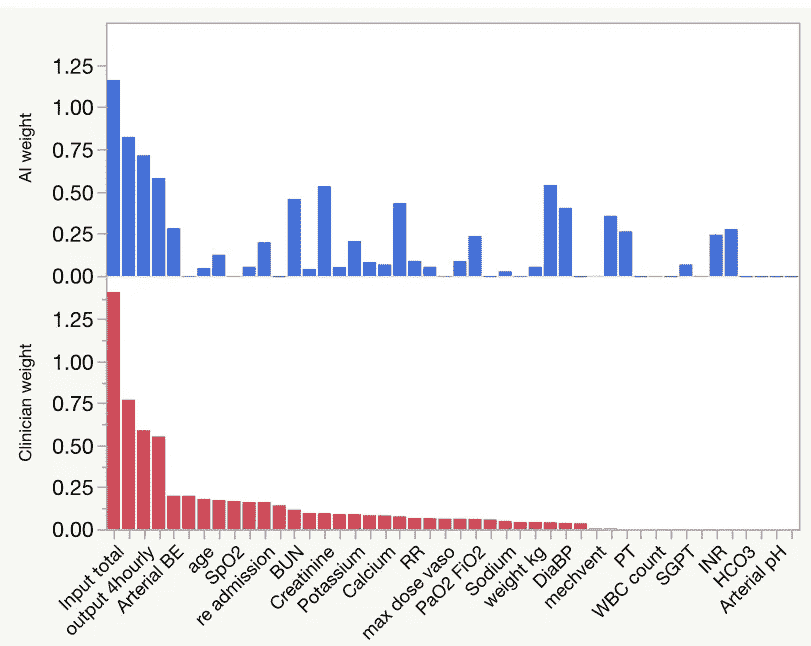 AI weight
1.25
1.00
0.75
0.50
0.25
0.00
Clinician weight
1.25
1.00
0.75
0.50
0.25
0.00
Input total
output 4hourly
Arterial BE
age
SpO2
re admission
BUN
Creatinine
Potassium
Calcium
RR
max dose vaso
PaO2 FiO2
Sodium
weight kg
DiaBP
mechvent
PT
WBC count
SGPT
INR
HCO3
Arterial pH